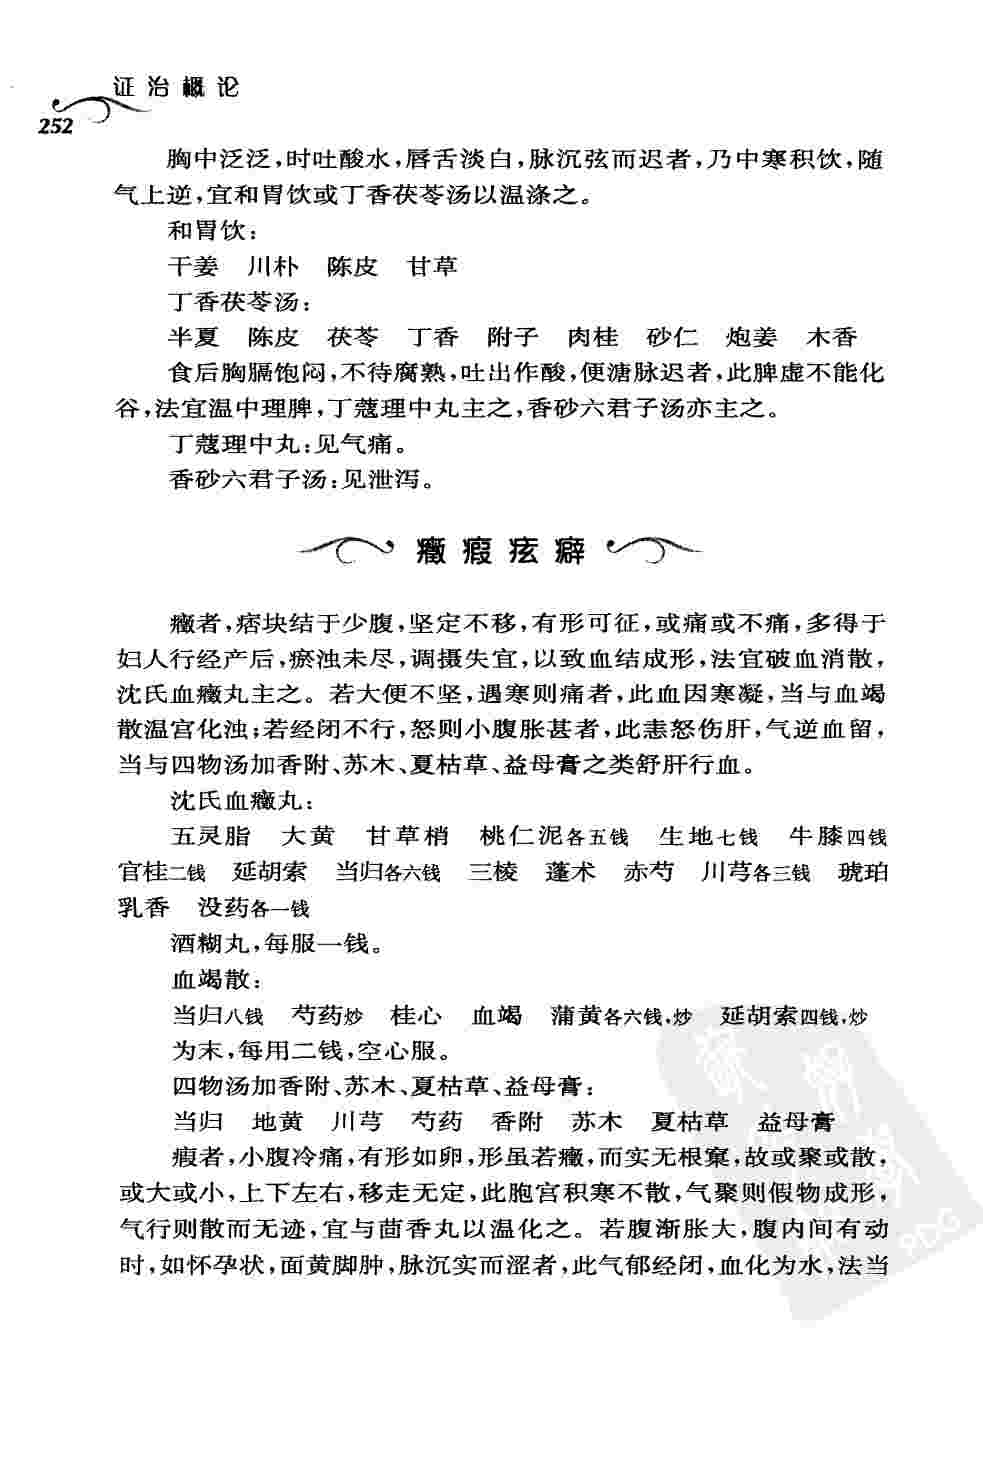 证治概论
252
胸中泛泛,时吐酸水,唇舌淡白,脉沉弦而迟者,乃中寒积饮,随
气上逆,宜和胃饮或丁香茯苓汤以温涤之。
和胃饮:
干姜 川朴 陈皮 甘草
丁香茯苓汤:
半夏 陈皮 茯苓 丁香 附子 肉桂 砂仁 炮姜 木香
食后胸膈饱闷,不待腐熟,吐出作酸,便溏脉迟者,此脾虚不能化
谷,法宜温中理脾,丁蔻理中丸主之,香砂六君子汤亦主之。
丁蔻理中丸:见气痛。
香砂六君子汤:见泄泻。
癥瘕痃癖
癥者,痞块结于少腹,坚定不移,有形可征,或痛或不痛,多得于
妇人行经产后,瘀浊未尽,调摄失宜,以致血结成形,法宜破血消散,
沈氏血癥丸主之。若大便不坚,遇寒则痛者,此血因寒凝,当与血竭
散温宫化浊;若经闭不行,怒则小腹胀甚者,此恚怒伤肝,气逆血留,
当与四物汤加香附、苏木、夏枯草、益母膏之类舒肝行血。
沈氏血癥丸:
五灵脂 大黄 甘草梢 桃仁泥各五钱 生地七钱 牛膝四钱
官桂二钱 延胡索 当归各六钱 三棱 蓬术 赤芍 川芎各三钱 琥珀
乳香 没药各一钱
酒糊丸,每服一钱。
血竭散:
当归八钱 芍药炒 桂心 血竭 蒲黄各六钱,炒 延胡索四钱,炒
为末,每用二钱,空心服。
四物汤加香附、苏木、夏枯草、益母膏:
当归 地黄 川芎 芍药 香附 苏木 夏枯草 益母膏
瘕者,小腹冷痛,有形如卵,形虽若癥,而实无根窠,故或聚或散,
或大或小,上下左右,移走无定,此胞宫积寒不散,气聚则假物成形,
气行则散而无迹,宜与茴香丸以温化之。若腹渐胀大,腹内间有动
时,如怀孕状,面黄脚肿,脉沉实而涩者,此气郁经闭,血化为水,法当
PDG